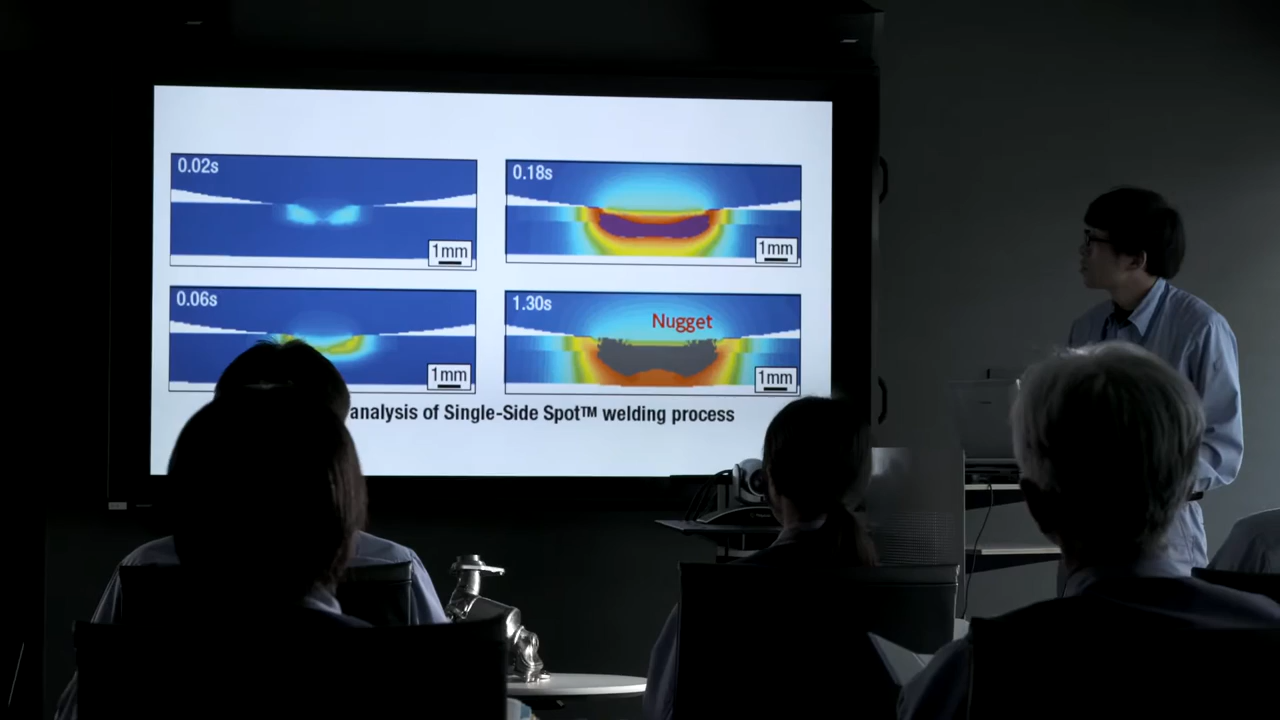 0.02s
1mm
0.18s
1mm
0.06s
1mm
1.30s
Nugget
1mm
analysis of Single-Side Spot™ welding process